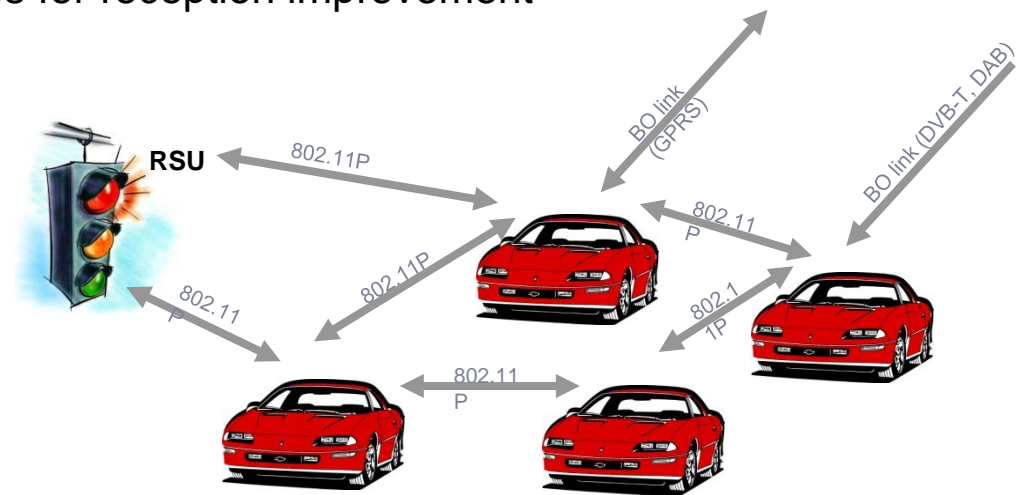 s for reception improvement
BO link
(GPRS)
BO link (DVB-T, DAB)
RSU
802.11P
802.11
P
802.11P
802.11
P
802.1
1P
802.11
P